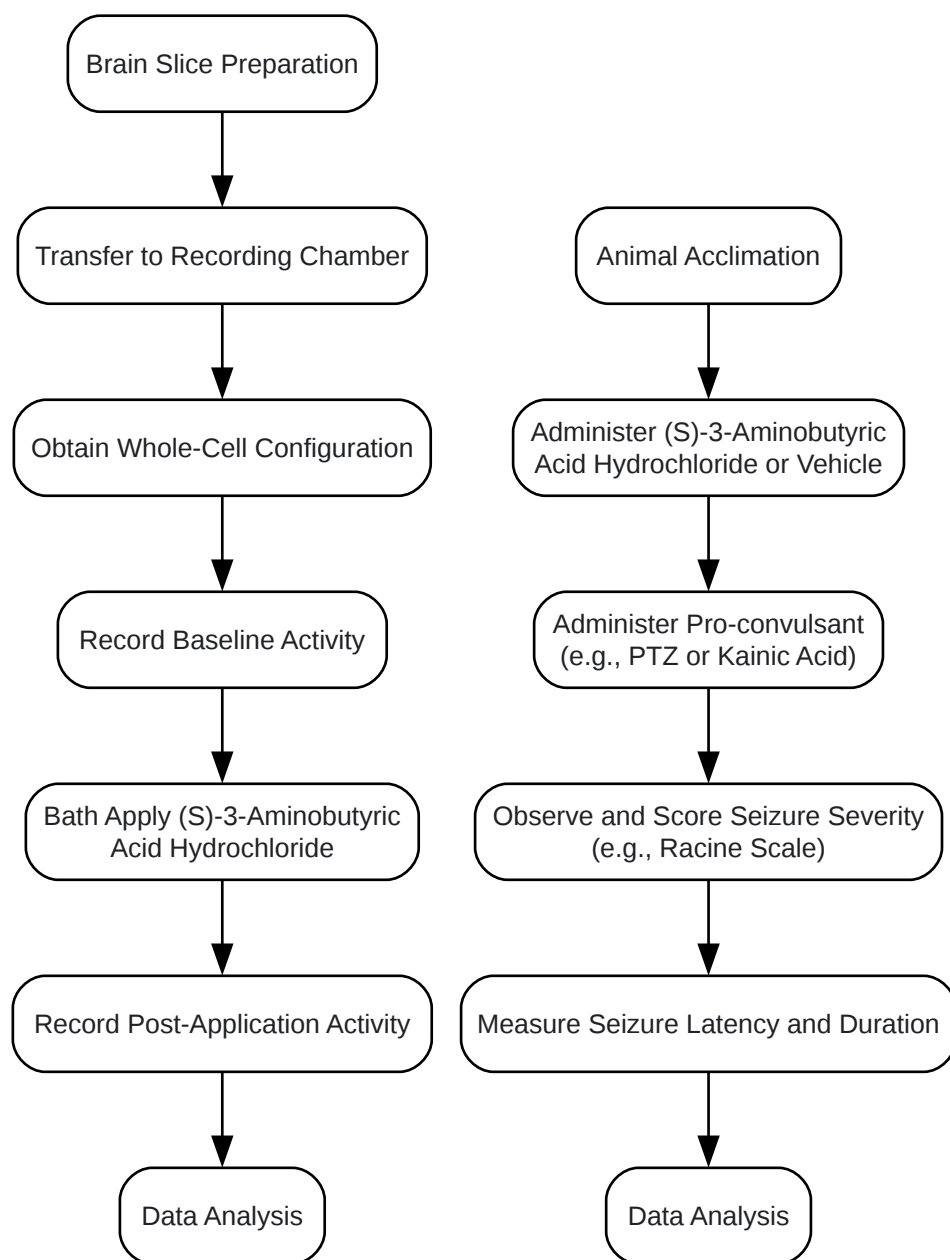 Brain Slice Preparation
Transfer to Recording Chamber
Obtain Whole-Cell Configuration
Record Baseline Activity
Bath Apply (S)-3-Aminobutyric
Acid Hydrochloride
Record Post-Application Activity
Data Analysis
Animal Acclimation
Administer (S)-3-Aminobutyric
Acid Hydrochloride or Vehicle
Administer Pro-convulsant
(e.g., PTZ or Kainic Acid)
Observe and Score Seizure Severity
(e.g., Racine Scale)
Measure Seizure Latency and Duration
Data Analysis